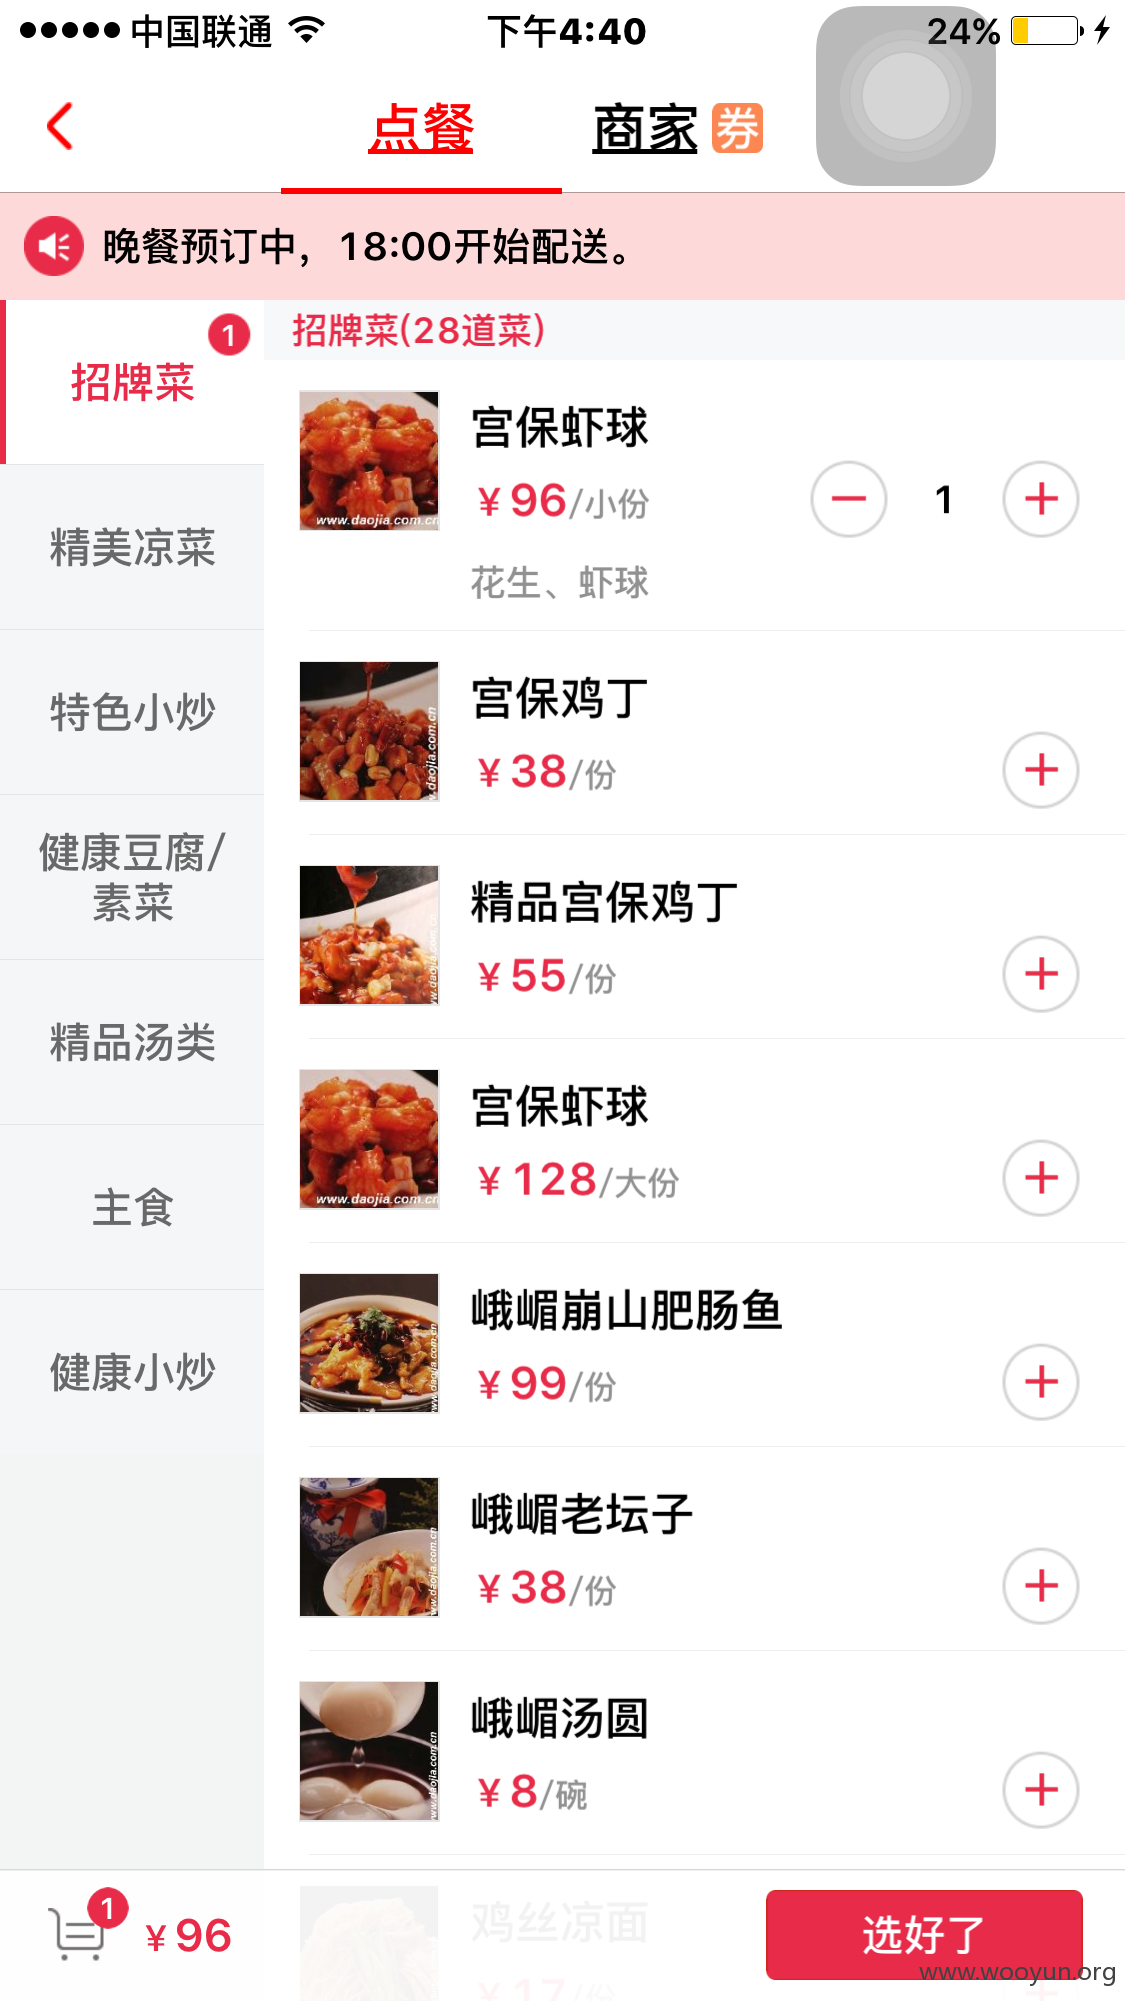 中国联通 下午4:40 24%
点餐 商家 券
晚餐预订中，18:00开始配送。
招牌菜 1
精美凉菜
特色小炒
健康豆腐/
素菜
精品汤类
主食
健康小炒
招牌菜(28道菜)
宫保虾球
¥96/小份
1
花生、虾球
www.daojia.com.cn
宫保鸡丁
¥38/份
w.daojia.com.cn
精品宫保鸡丁
¥55/份
www.daojia.com.cn
宫保虾球
¥128/大份
www.daojia.com.cn
峨嵋崩山肥肠鱼
¥99/份
www.daojia.com.cn
峨嵋老坛子
¥38/份
www.daojia.com.cn
峨嵋汤圆
¥8/碗
www.daojia.com.cn
鸡丝凉面
¥17/份
1 ¥96 选好了
www.wooyun.org